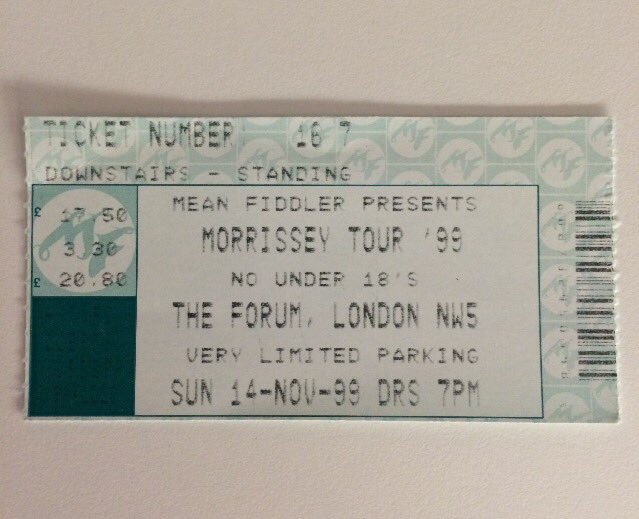 TICKET NUMBER 16 7
DOWNSTAIRS - STANDING
£ 17.50
3.30
£ 20.80
MEAN FIDDLER PRESENTS
MORRISSEY TOUR '99
NO UNDER 18'S
THE FORUM, LONDON NW5
VERY LIMITED PARKING
SUN 14-NOV-99 DRS 7PM